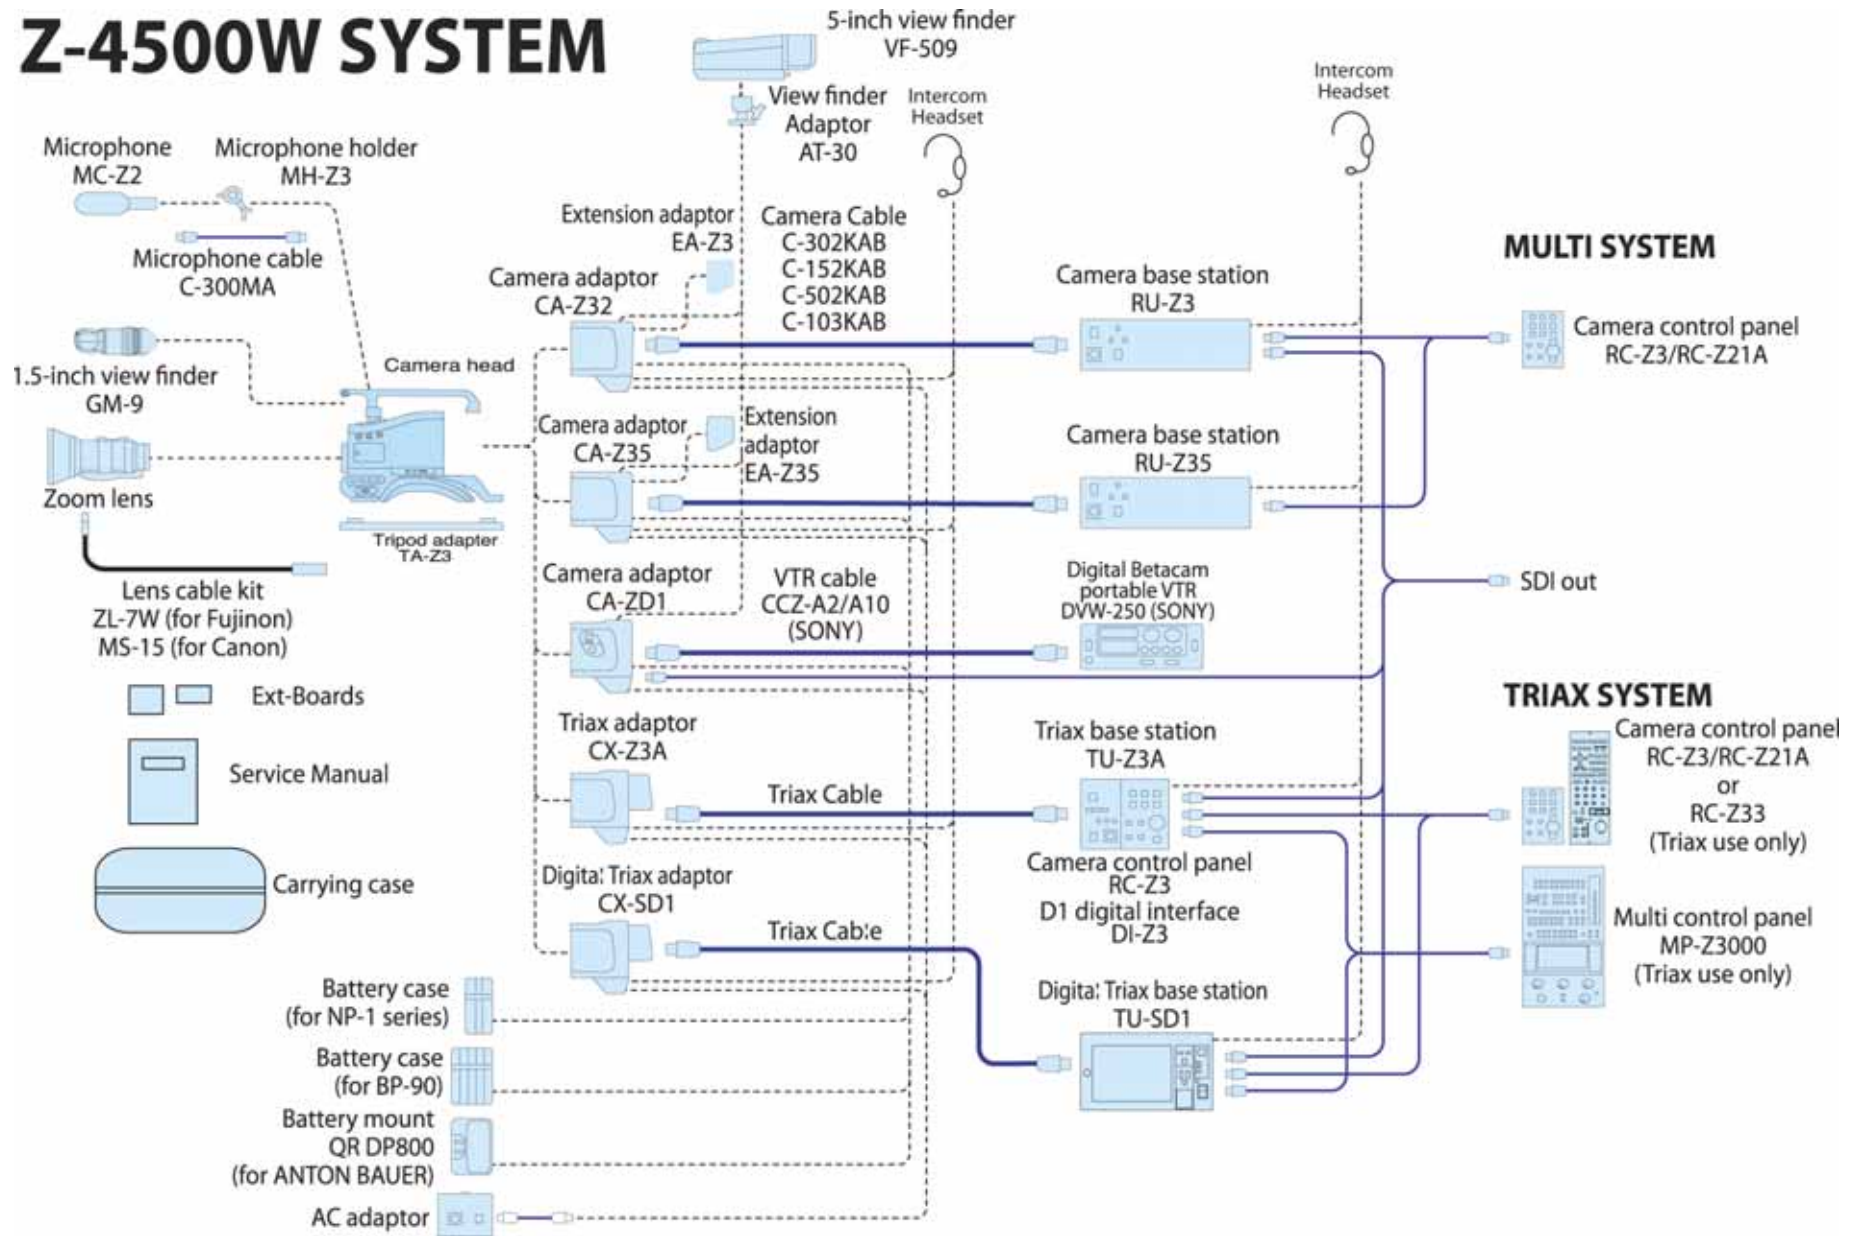 Z-4500W SYSTEM
5-inch view finder
VF-509
View finder
Adaptor
AT-30
Intercom
Headset
Intercom
Headset
Microphone
MC-Z2
Microphone holder
MH-Z3
Microphone cable
C-300MA
1.5-inch view finder
GM-9
Zoom lens
Lens cable kit
ZL-7W (for Fujinon)
MS-15 (for Canon)
Ext-Boards
Service Manual
Carrying case
Camera head
Tripod adapter
TA-Z3
Extension adaptor
EA-Z3
Camera adaptor
CA-Z32
Camera Cable
C-302KAB
C-152KAB
C-502KAB
C-103KAB
Camera base station
RU-Z3
MULTI SYSTEM
Camera control panel
RC-Z3/RC-Z21A
Camera adaptor
CA-Z35
Extension
adaptor
EA-Z35
Camera base station
RU-Z35
Camera adaptor
CA-ZD1
VTR cable
CCZ-A2/A10
(SONY)
Digital Betacam
portable VTR
DVW-250 (SONY)
SDI out
Triax adaptor
CX-Z3A
Triax Cable
Triax base station
TU-Z3A
Camera control panel
RC-Z3
D1 digital interface
DI-Z3
TRIAX SYSTEM
Camera control panel
RC-Z3/RC-Z21A
or
RC-Z33
(Triax use only)
Multi control panel
MP-Z3000
(Triax use only)
Digital Triax adaptor
CX-SD1
Triax Cable
Digital Triax base station
TU-SD1
Battery case
(for NP-1 series)
Battery case
(for BP-90)
Battery mount
QR DP800
(for ANTON BAUER)
AC adaptor